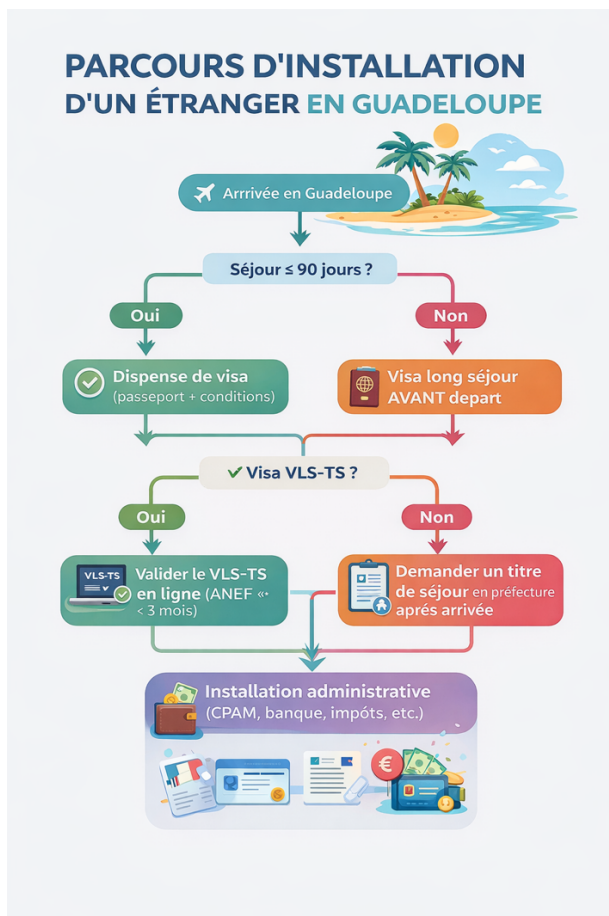 PARCOURS D'INSTALLATION
D'UN ÉTRANGER EN GUADELOUPE
Arrrivée en Guadeloupe
Séjour ≤ 90 jours ?
Oui
Non
Dispense de visa
(passeport + conditions)
Visa long séjour
AVANT depart
Visa VLS-TS ?
Oui
Non
VLS-TS
Valider le VLS-TS
en ligne (ANEF «•
< 3 mois)
Demander un titre
de séjour en préfecture
aprés arrivée
Installation administrative
(CPAM, banque, impóts, etc.)
€